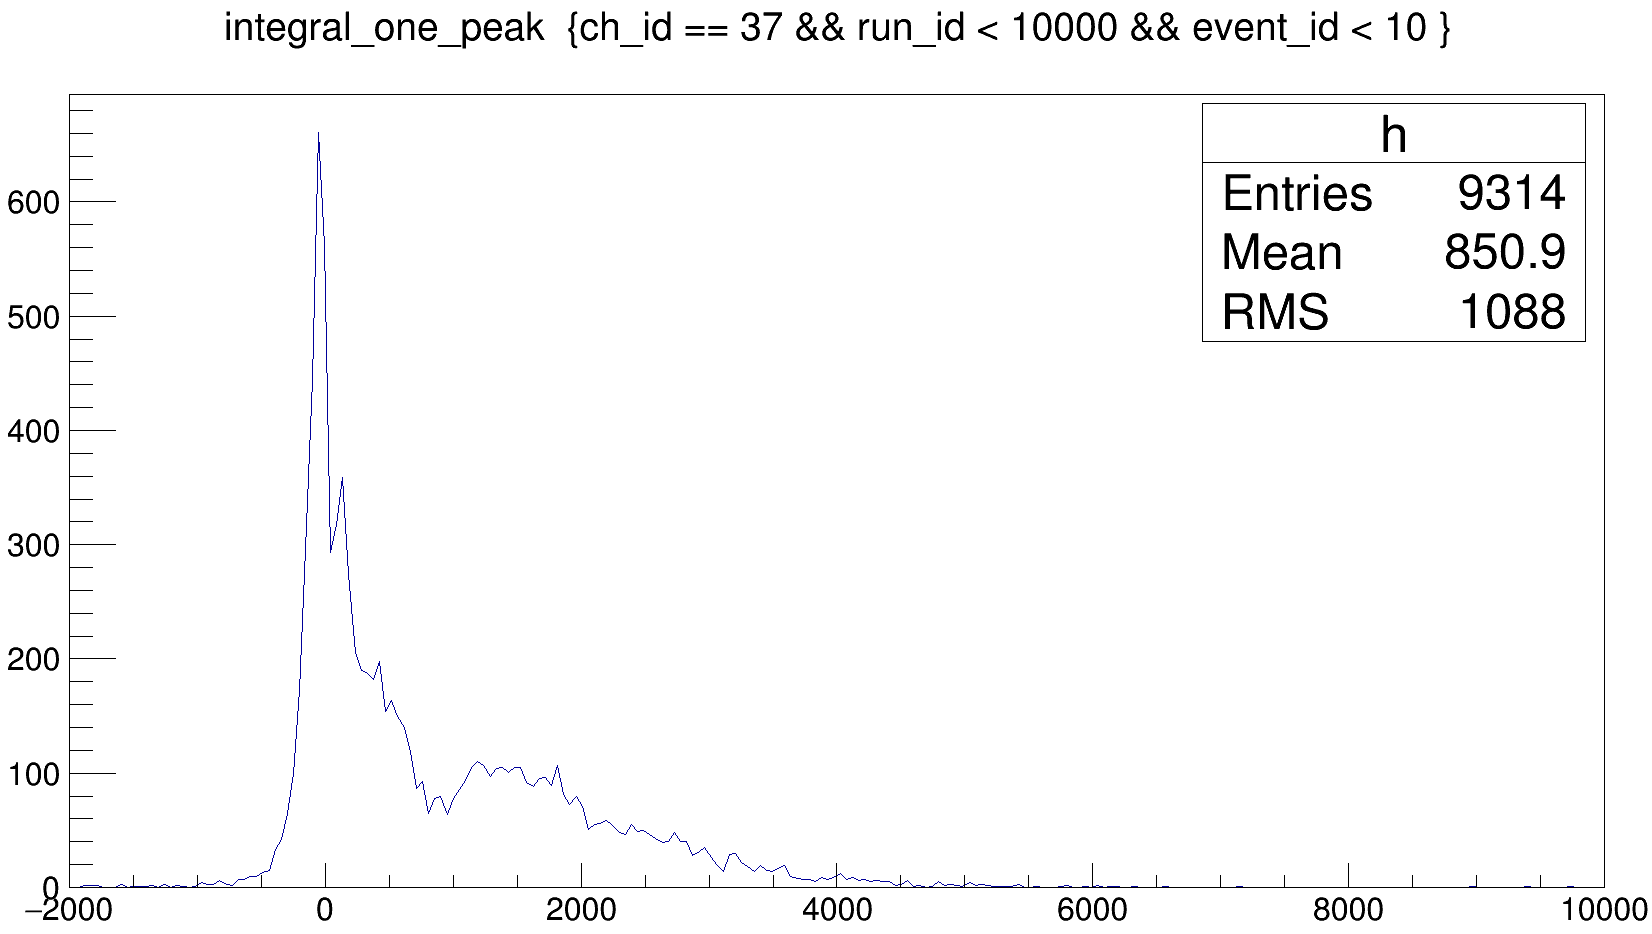 integral_one_peak {ch_id == 37 && run_id < 10000 && event_id < 10 }
h
Entries 9314
Mean 850.9
RMS 1088
600
500
400
300
200
100
0
−2000 0 2000 4000 6000 8000 10000